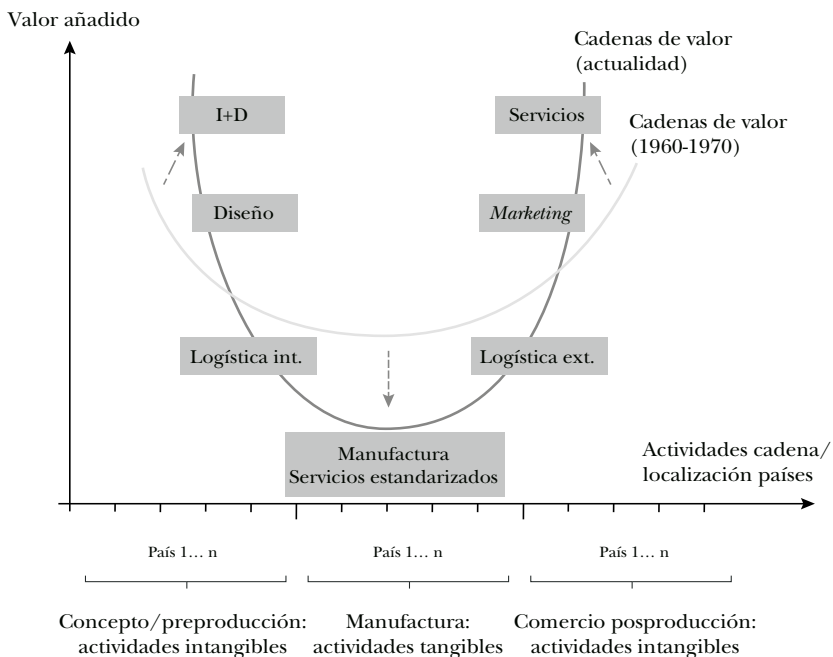 Valor añadido
Cadenas de valor
(actualidad)
I+D
Servicios
Cadenas de valor
(1960-1970)
Diseño
Marketing
Logística int.
Logística ext.
Manufactura
Servicios estandarizados
Actividades cadena/
localización países
País 1... n
País 1... n
País 1... n
Concepto/preproducción:
actividades intangibles
Manufactura:
actividades tangibles
Comercio posproducción:
actividades intangibles